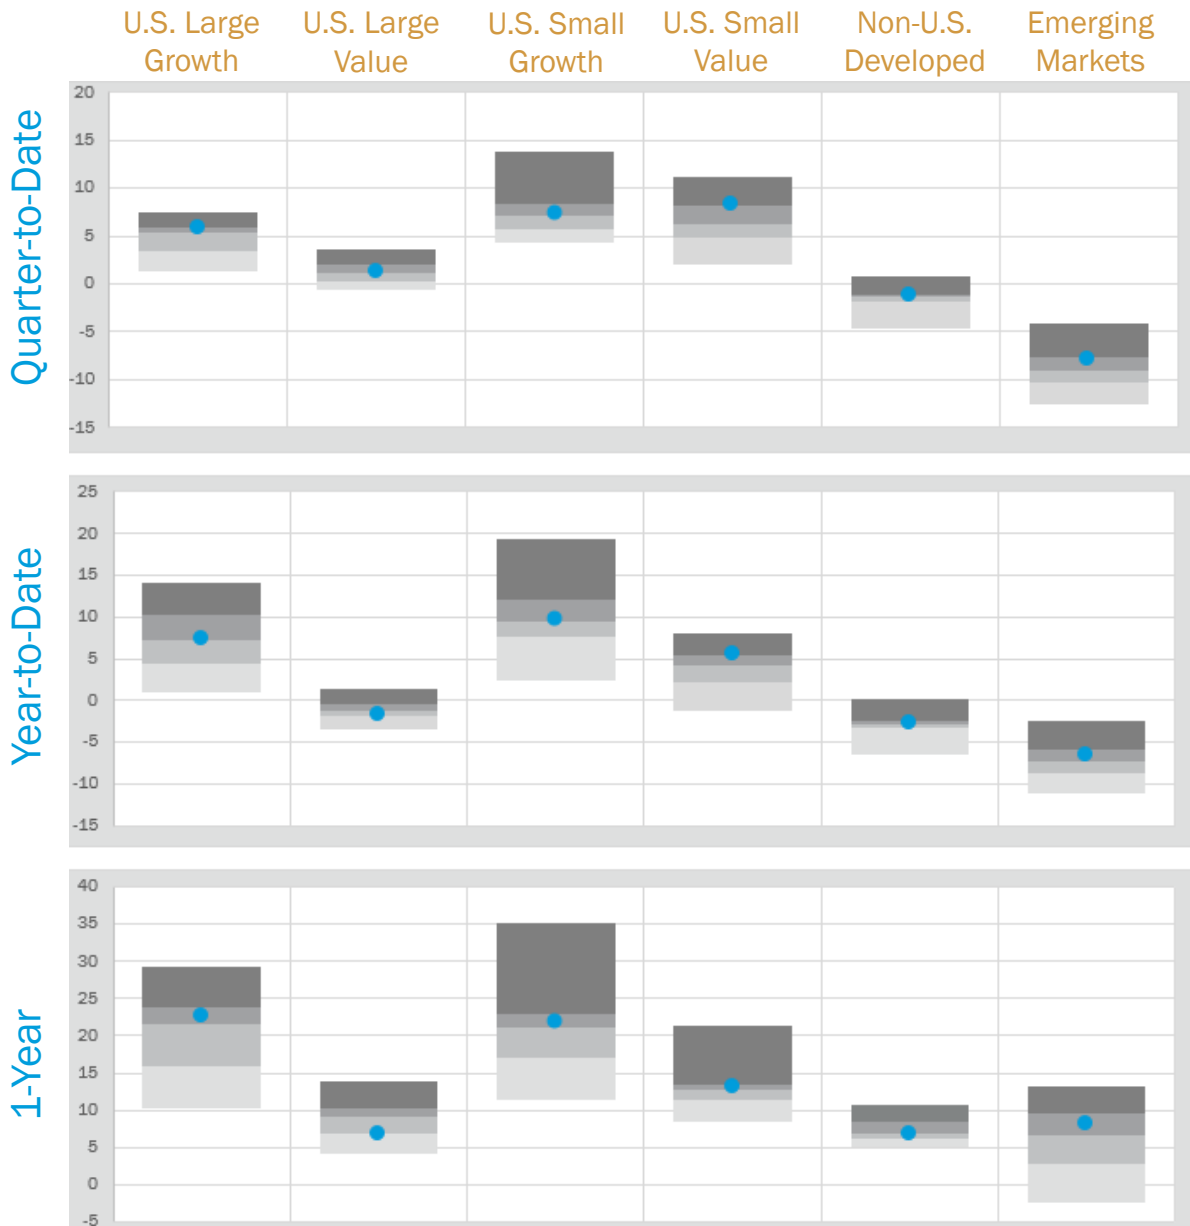 U.S. Large
Growth
U.S. Large
Value
U.S. Small
Growth
U.S. Small
Value
Non-U.S.
Developed
Emerging
Markets
Quarter-to-Date
20
15
10
5
0
-5
-10
-15
Year-to-Date
25
20
15
10
5
0
-5
-10
-15
1-Year
40
35
30
25
20
15
10
5
0
-5